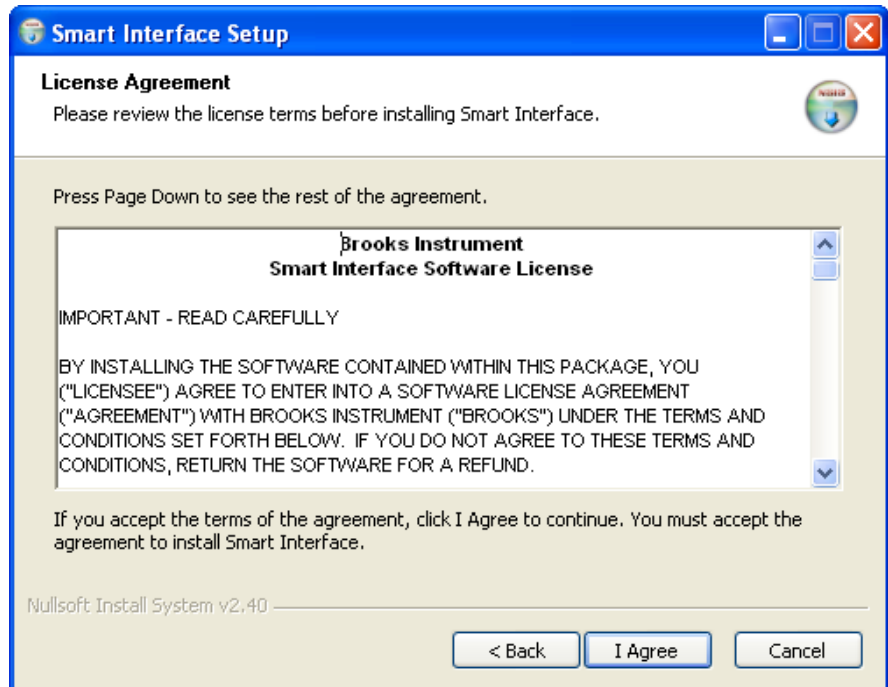 Smart Interface Setup
License Agreement
Please review the license terms before installing Smart Interface.
Press Page Down to see the rest of the agreement.
Brooks Instrument
Smart Interface Software License
IMPORTANT - READ CAREFULLY
BY INSTALLING THE SOFTWARE CONTAINED WITHIN THIS PACKAGE, YOU
("LICENSEE") AGREE TO ENTER INTO A SOFTWARE LICENSE AGREEMENT
("AGREEMENT") WITH BROOKS INSTRUMENT ("BROOKS") UNDER THE TERMS AND
CONDITIONS SET FORTH BELOW.  IF YOU DO NOT AGREE TO THESE TERMS AND
CONDITIONS, RETURN THE SOFTWARE FOR A REFUND.
If you accept the terms of the agreement, click I Agree to continue. You must accept the
agreement to install Smart Interface.
Nullsoft Install System v2.40
< Back
I Agree
Cancel